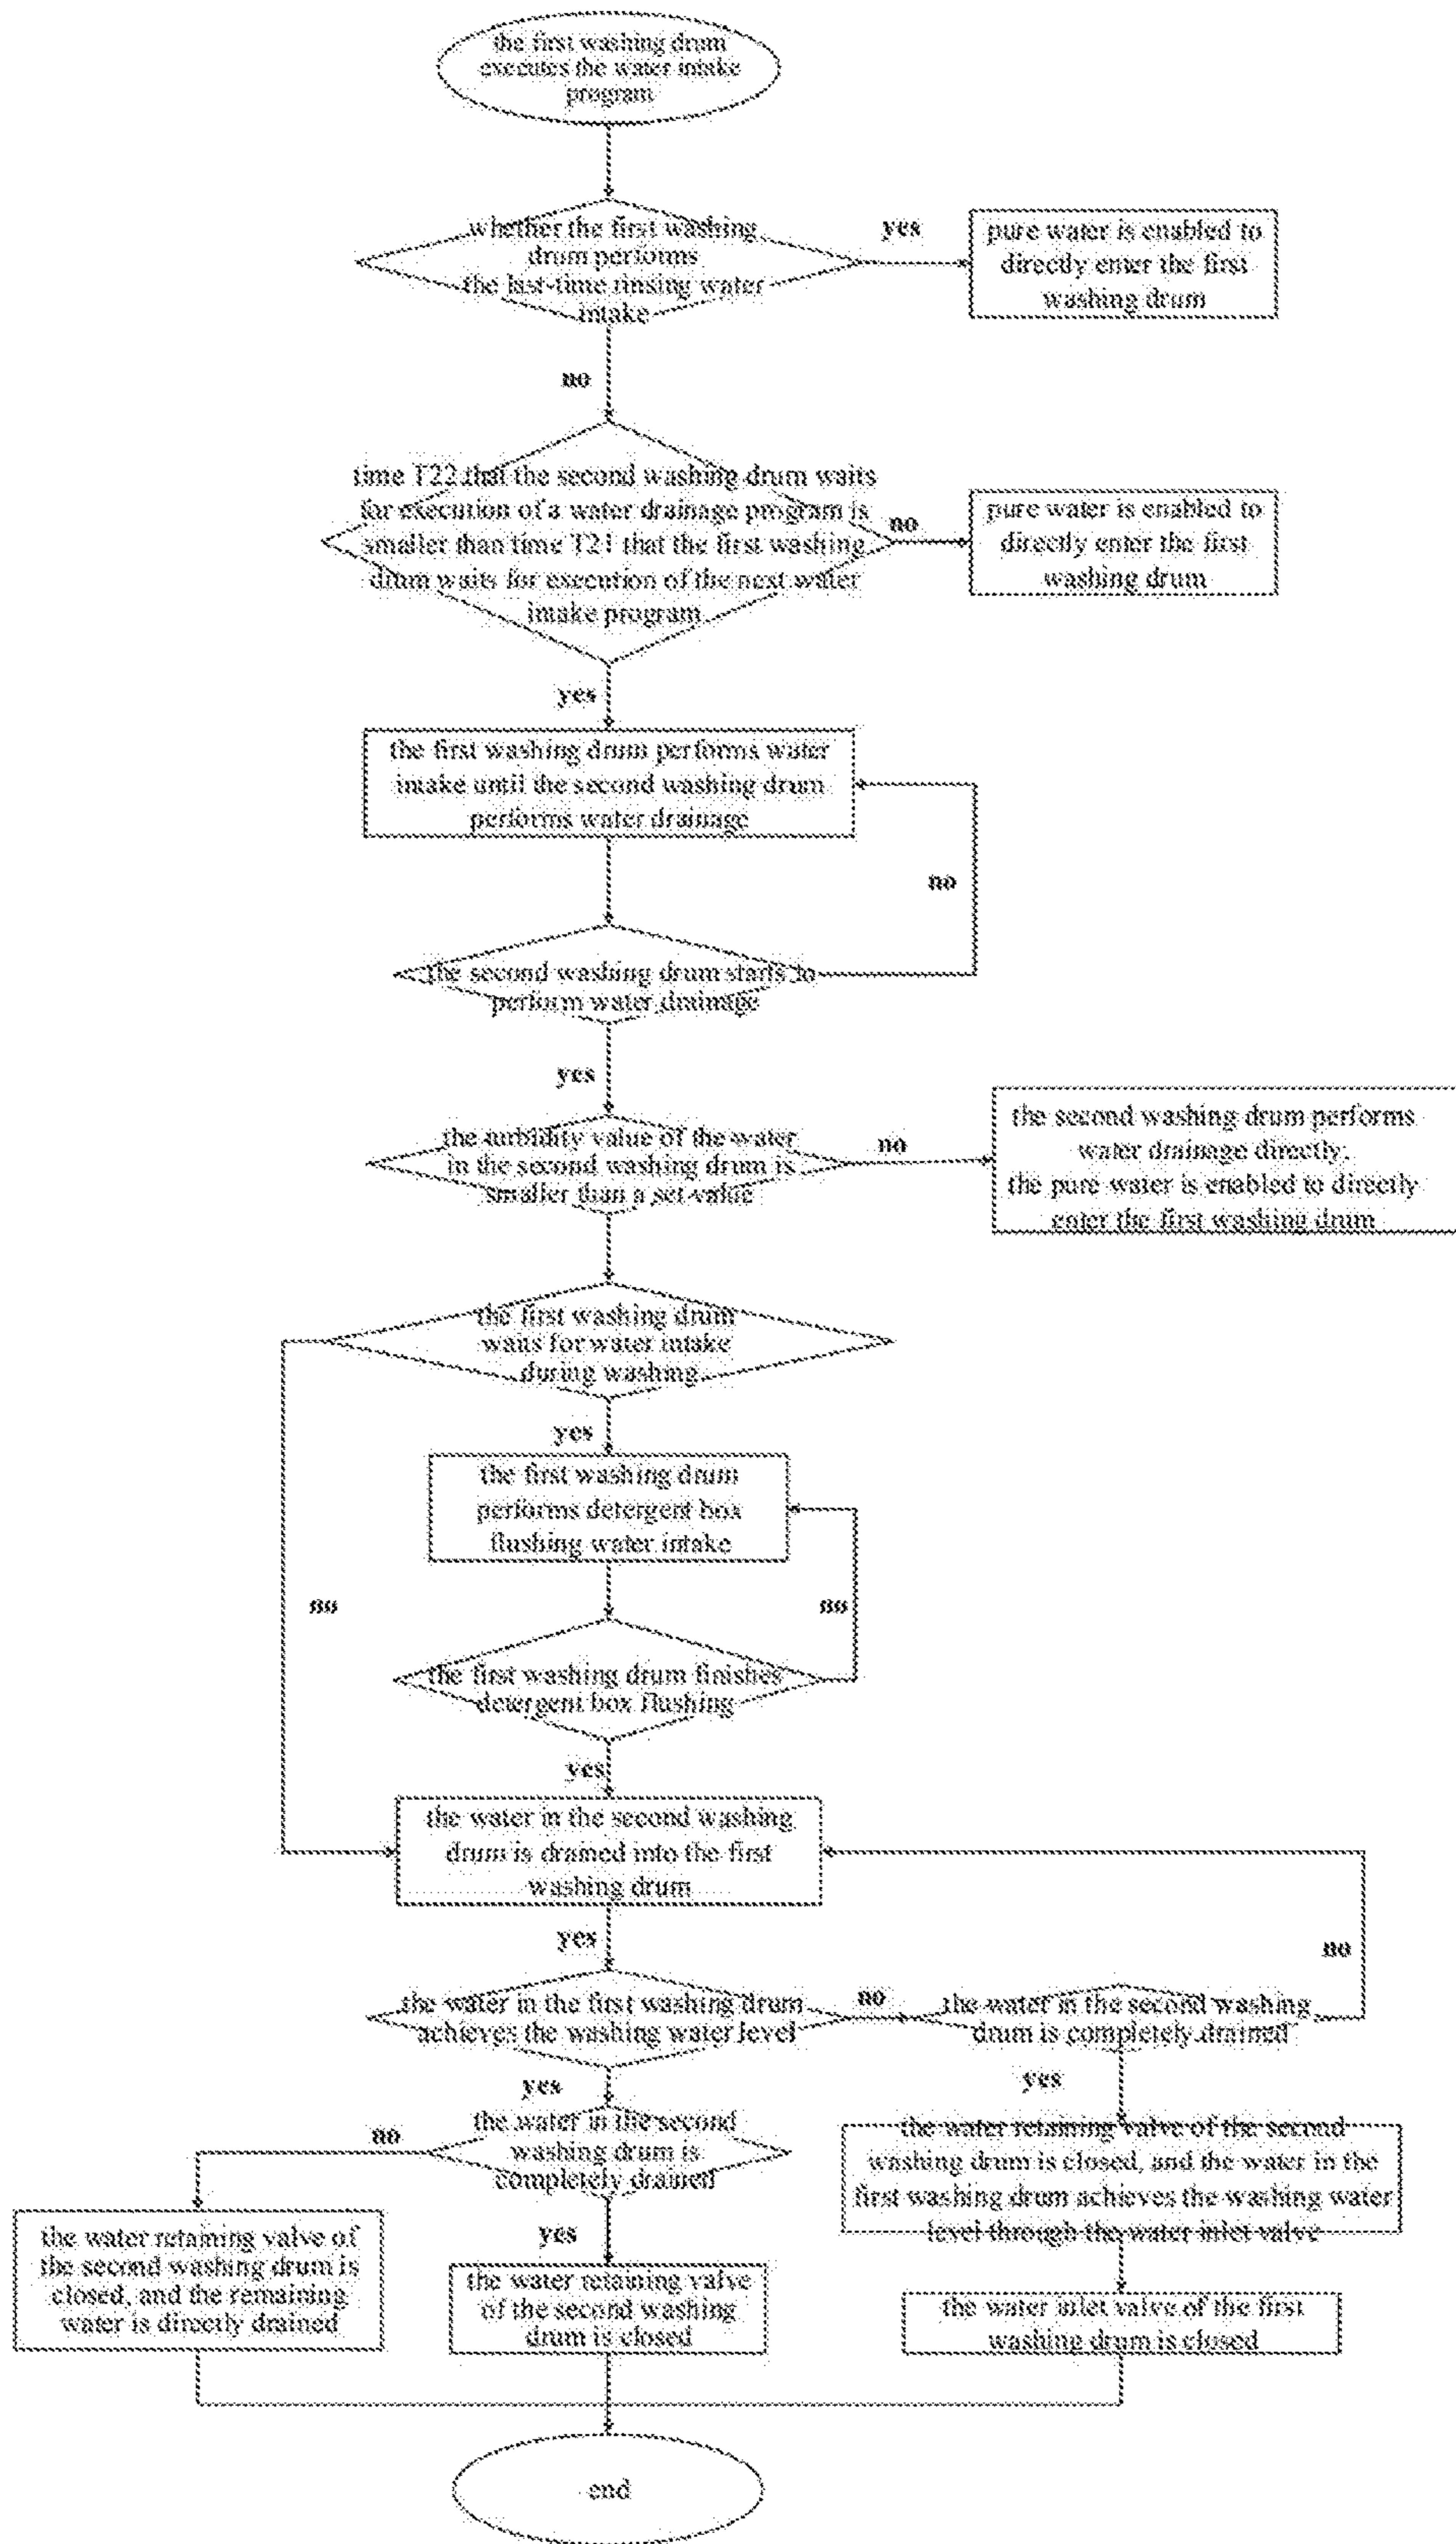 the first washing drum
executes the water intake
program
whether the first washing
drum performs
the last-time rinsing water
intake
yes
pure water is enabled to
directly enter the first
washing drum
no
time T22 that the second washing drum waits
for execution of a water drainage program is
smaller than time T21 that the first washing
drum waits for execution of the next water
intake program
no
pure water is enabled to
directly enter the first
washing drum
yes
the first washing drum performs water
intake until the second washing drum
performs water drainage
no
the second washing drum starts to
perform water drainage
yes
the turbidity value of the water
in the second washing drum is
smaller than a set value
no
the second washing drum performs
water drainage directly;
the pure water is enabled to directly
enter the first washing drum
the first washing drum
waits for water intake
during washing
yes
the first washing drum
performs detergent box
flushing water intake
no
no
the first washing drum finishes
detergent box flushing
yes
the water in the second washing
drum is drained into the first
washing drum
yes
no
the water in the first washing drum
achieves the washing water level
no
the water in the second washing
drum is completely drained
yes
yes
the water in the second
washing drum is
completely drained
no
the water retaining valve of the second
washing drum is closed, and the water in the
first washing drum achieves the washing water
level through the water inlet valve
yes
the water retaining valve of
the second washing drum is
closed, and the remaining
water is directly drained
the water retaining valve
of the second washing
drum is closed
the water inlet valve of the first
washing drum is closed
end